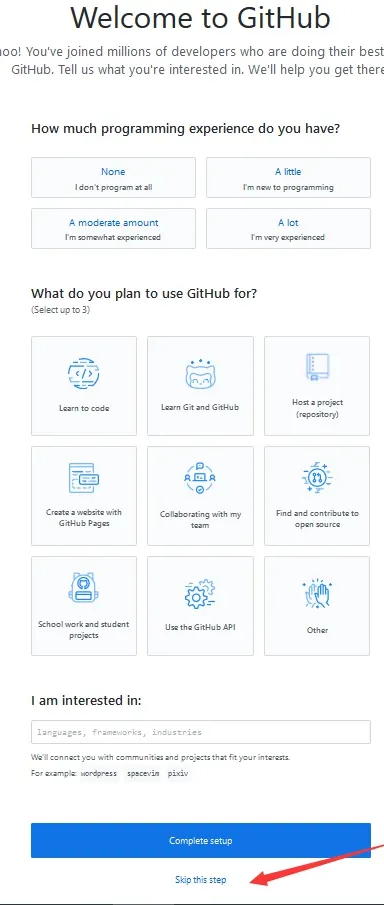 Welcome to GitHub
hoo! You've joined millions of developers who are doing their best
GitHub. Tell us what you're interested in. We'll help you get there
How much programming experience do you have?
None
I don't program at all
A little
I'm new to programming
A moderate amount
I'm somewhat experienced
A lot
I'm very experienced
What do you plan to use GitHub for?
(Select up to 3)
Learn to code
Learn Git and GitHub
Host a project
(repository)
Create a website with
GitHub Pages
Collaborating with my
team
Find and contribute to
open source
School work and student
projects
Use the GitHub API
Other
I am interested in:
languages, frameworks, industries
We'll connect you with communities and projects that fit your interests.
For example: wordpress spacevim pixiv
Complete setup
Skip this step